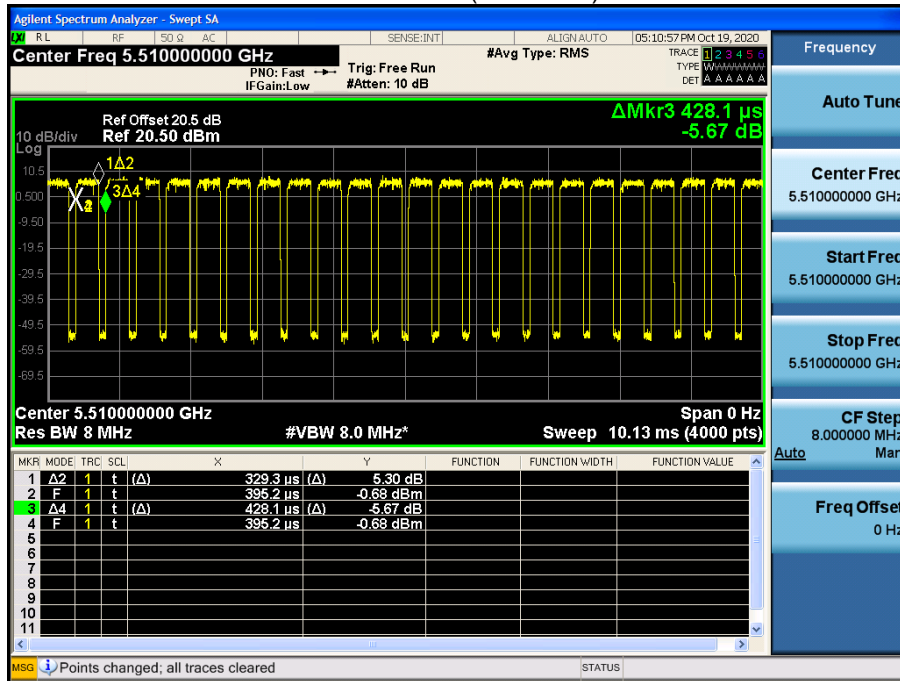 Agilent Spectrum Analyzer - Swept SA
LXI RL RF 50 Ω AC SENSE:INT ALIGN AUTO 05:10:57 PM Oct 19, 2020
Center Freq 5.510000000 GHz
PNO: Fast
IFGain:Low
Trig: Free Run
#Atten: 10 dB
#Avg Type: RMS
TRACE 1 2 3 4 5 6
TYPE WWWWWW
DET A A A A A A
ΔMkr3 428.1 µs
-5.67 dB
Ref Offset 20.5 dB
10 dB/div Ref 20.50 dBm
Log
10.5
0.500
-9.50
-19.5
-29.5
-39.5
-49.5
-59.5
-69.5
1Δ2
3Δ4
Center 5.510000000 GHz Span 0 Hz
Res BW 8 MHz #VBW 8.0 MHz* Sweep 10.13 ms (4000 pts)
MKR MODE TRC SCL X Y FUNCTION FUNCTION WIDTH FUNCTION VALUE
1 Δ2 1 t (Δ) 329.3 µs (Δ) 5.30 dB
2 F 1 t 395.2 µs -0.68 dBm
3 Δ4 1 t (Δ) 428.1 µs (Δ) -5.67 dB
4 F 1 t 395.2 µs -0.68 dBm
5
6
7
8
9
10
11
MSG Points changed; all traces cleared STATUS
Frequency
Auto Tune
Center Freq
5.510000000 GHz
Start Freq
5.510000000 GHz
Stop Freq
5.510000000 GHz
CF Step
8.000000 MHz
Auto Man
Freq Offset
0 Hz